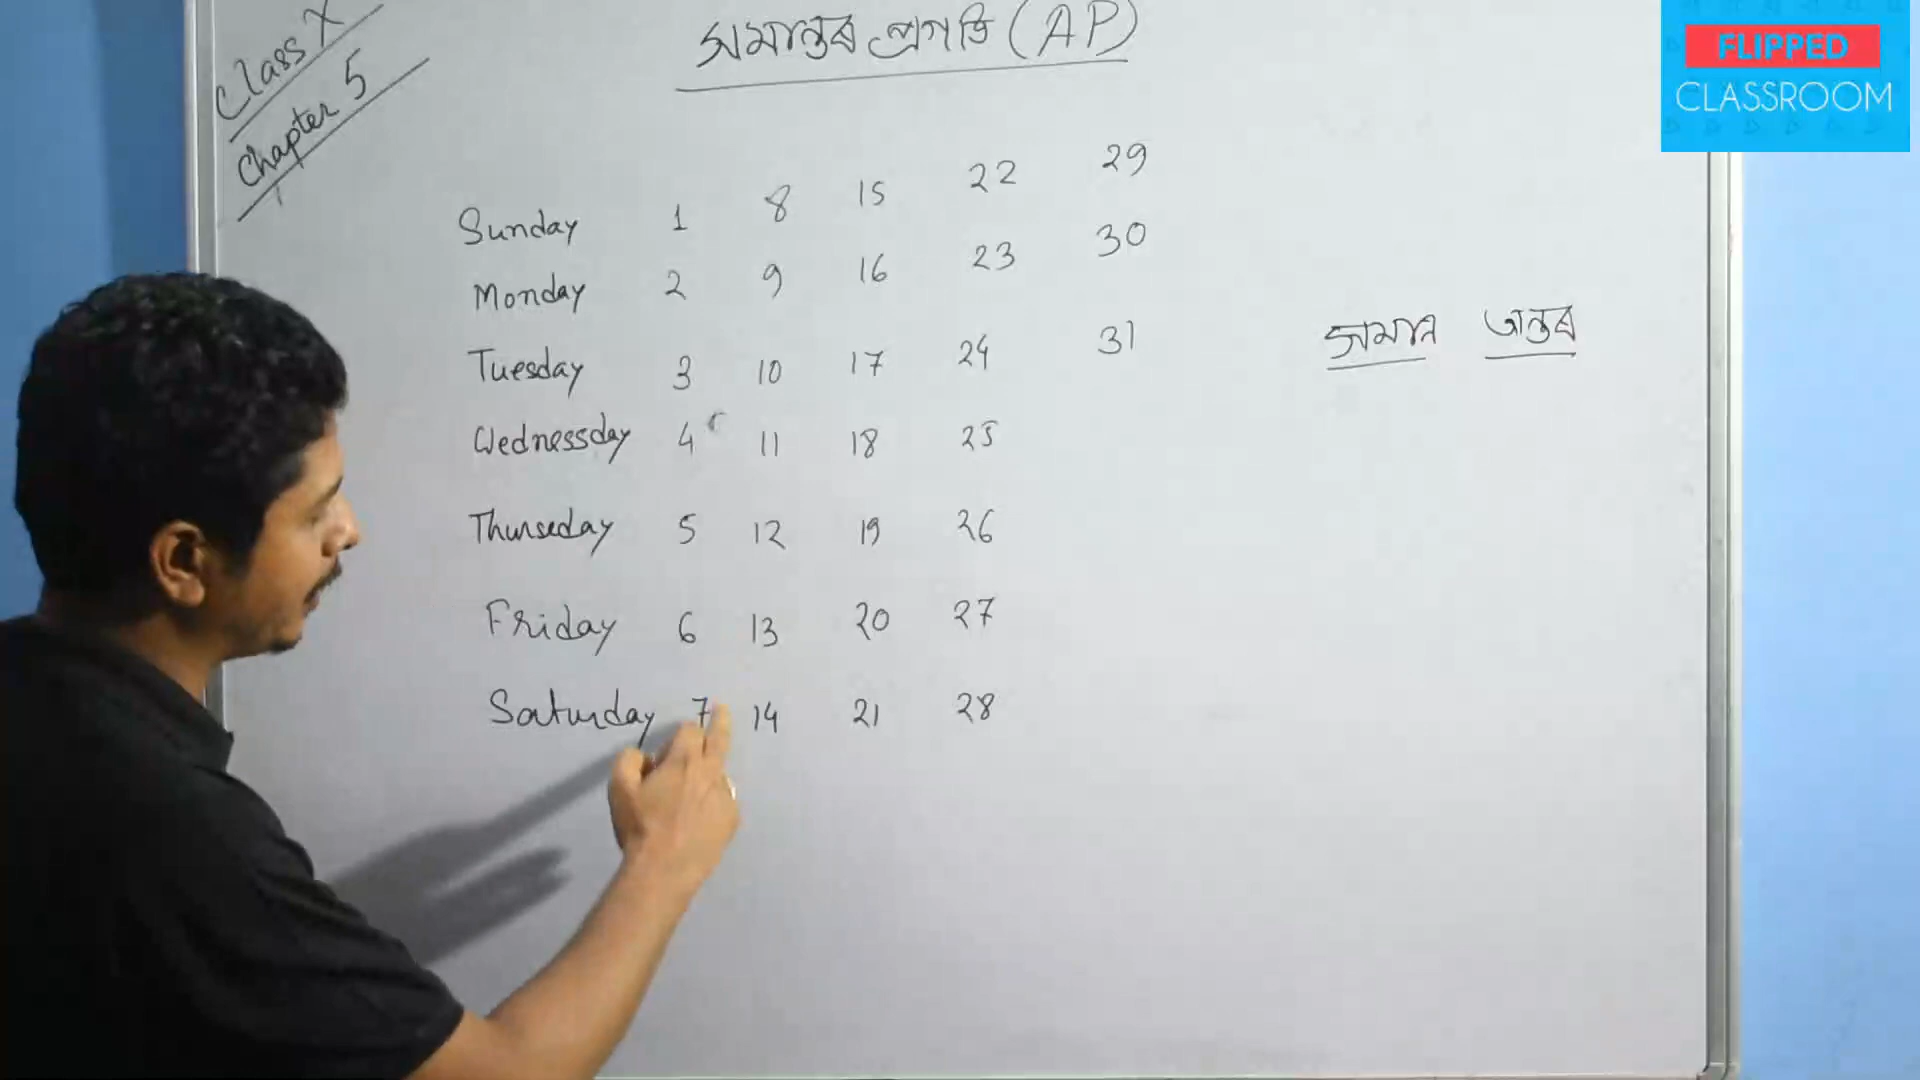 Class X
Chapter 5
সমান্তৰ প্ৰগতি (AP)
FLIPPED
CLASSROOM
Sunday 1 8 15 22 29
Monday 2 9 16 23 30
Tuesday 3 10 17 24 31
Wednessday 4 11 18 25
Thurseday 5 12 19 26
Friday 6 13 20 27
Saturday 7 14 21 28
সমান অন্তৰ